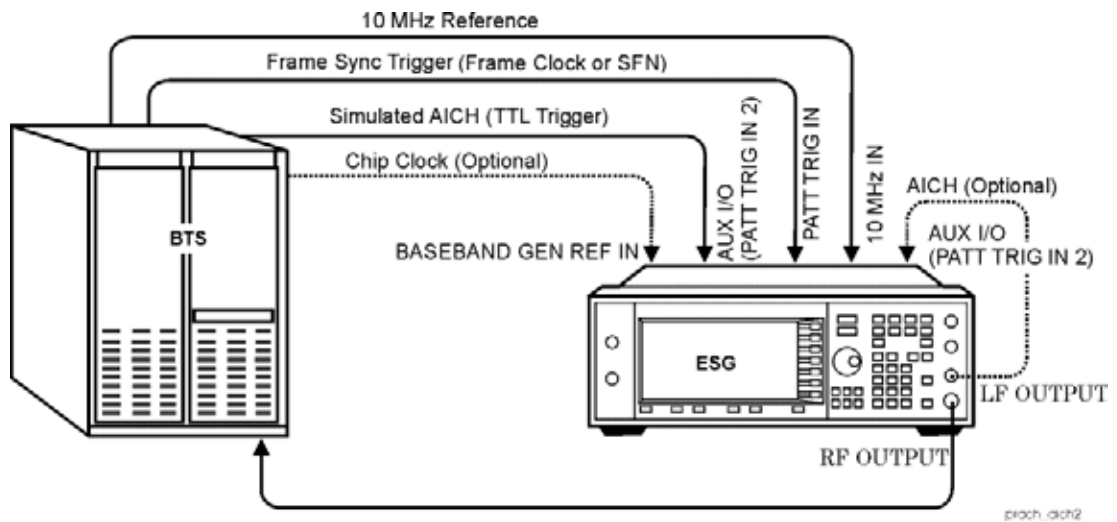 10 MHz Reference
Frame Sync Trigger (Frame Clock or SFN)
Simulated AICH (TTL Trigger)
Chip Clock (Optional)
BTS
BASEBAND GEN REF IN
AUX I/O
(PATT TRIG IN 2)
PATT TRIG IN
10 MHz IN
AICH (Optional)
AUX I/O
(PATT TRIG IN 2)
ESG
LF OUTPUT
RF OUTPUT
prach_aich2